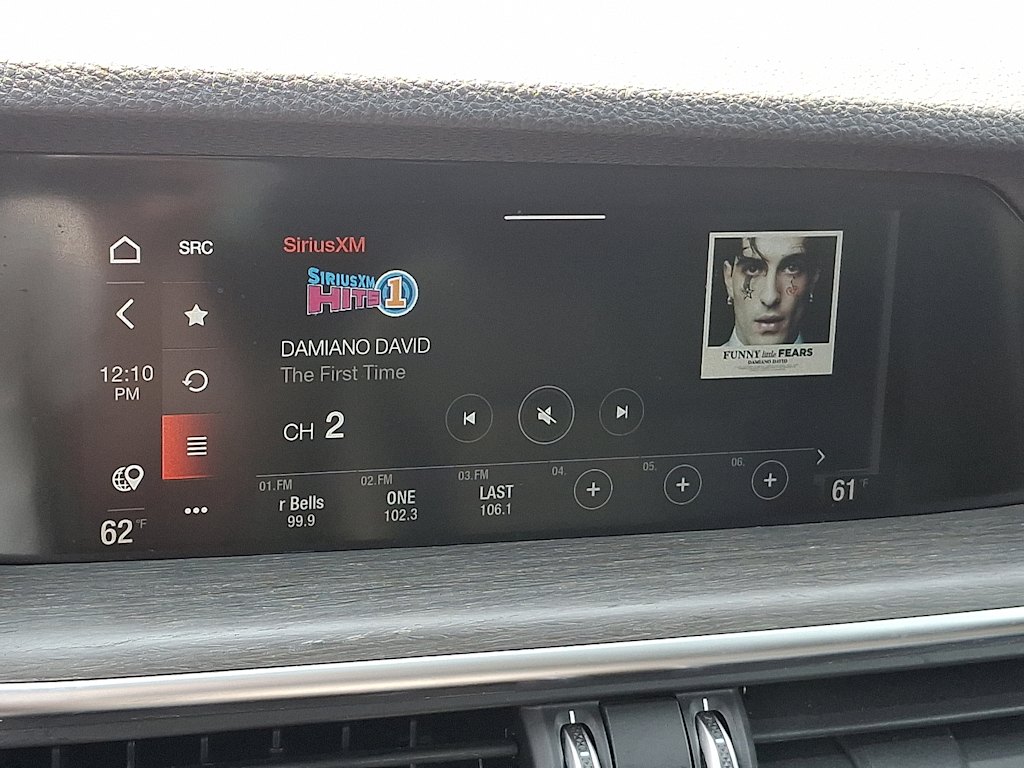 SRC
SiriusXM
SIRIUSXM
HITS 1
DAMIANO DAVID
The First Time
12:10
PM
CH 2
FUNNY little FEARS
DAMIANO DAVID
01.FM
r Bells
99.9
02.FM
ONE
102.3
03.FM
LAST
106.1
04.
05.
06.
62°F
61°F